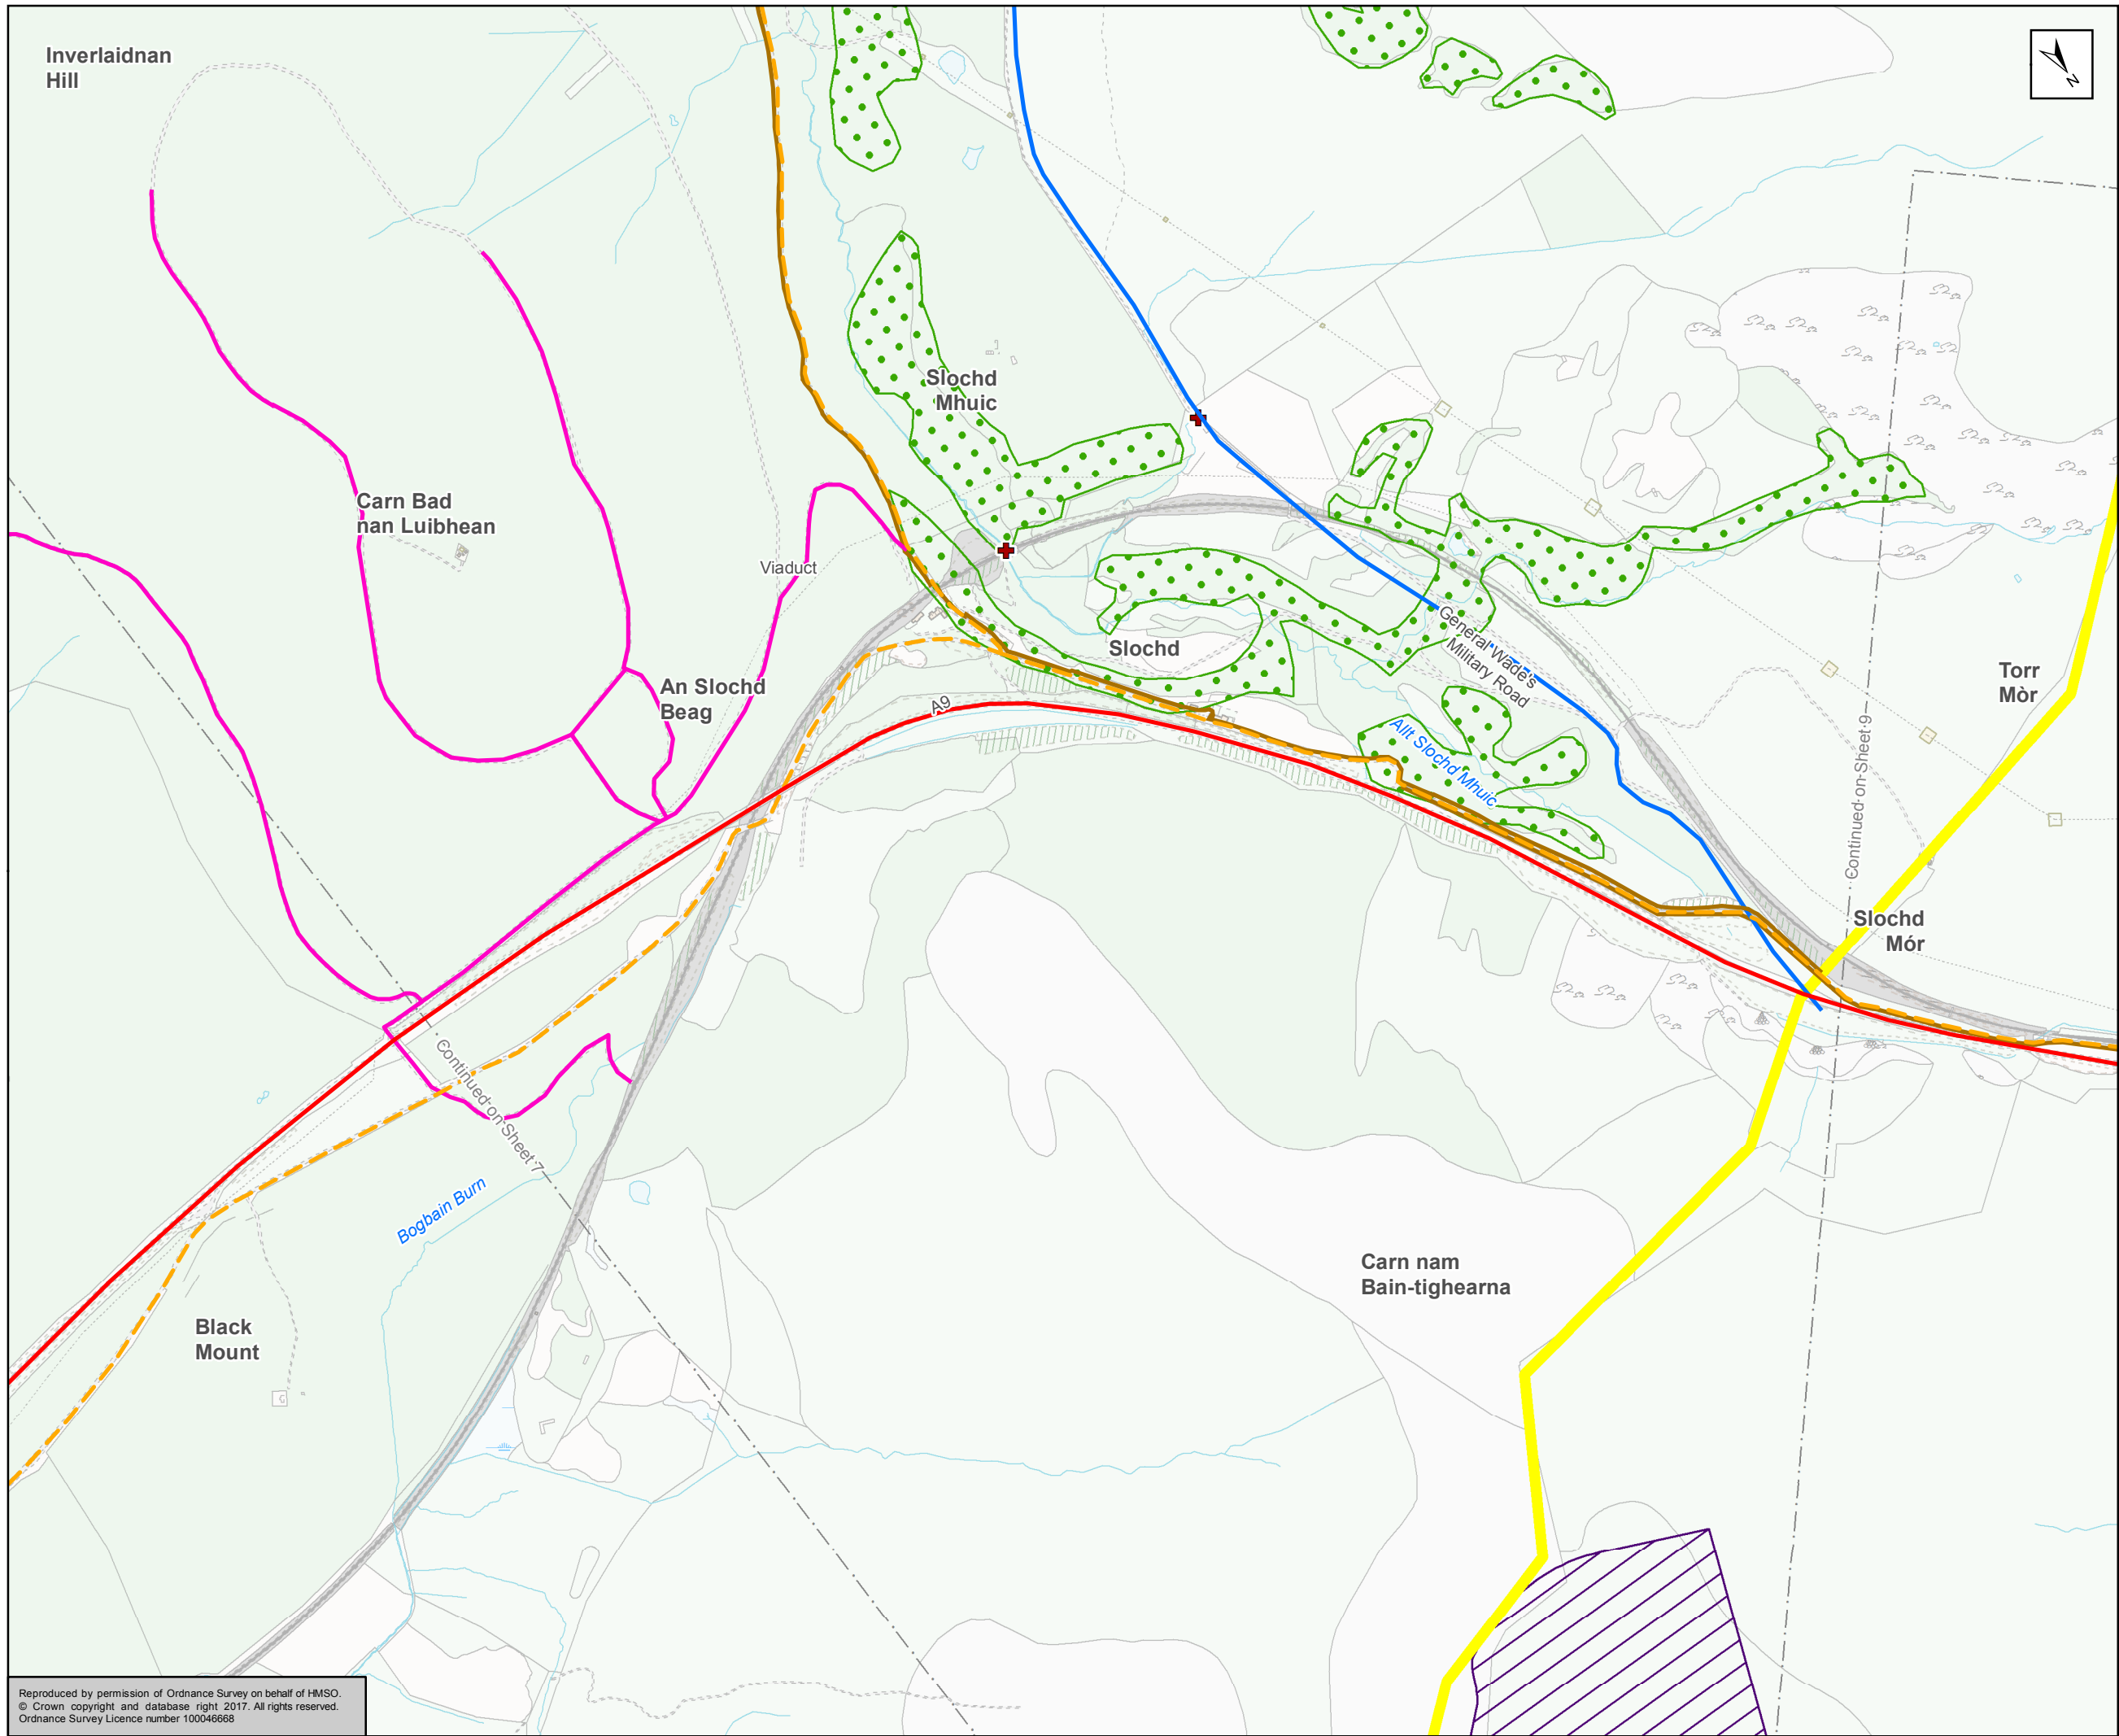 Inverlaidnan
Hill
N
Slochd
Mhuic
Carn Bad
nan Luibhean
Viaduct
Slochd
General Wade's
Military Road
An Slochd
Beag
A9
Torr
Mòr
Allt Slochd Mhuic
Continued-on-Sheet 9
Slochd
Mór
Continued-on-Sheet 7
Bogbain Burn
Carn nam
Bain-tighearna
Black
Mount
Reproduced by permission of Ordnance Survey on behalf of HMSO.
© Crown copyright and database right 2017. All rights reserved.
Ordnance Survey Licence number 100046668